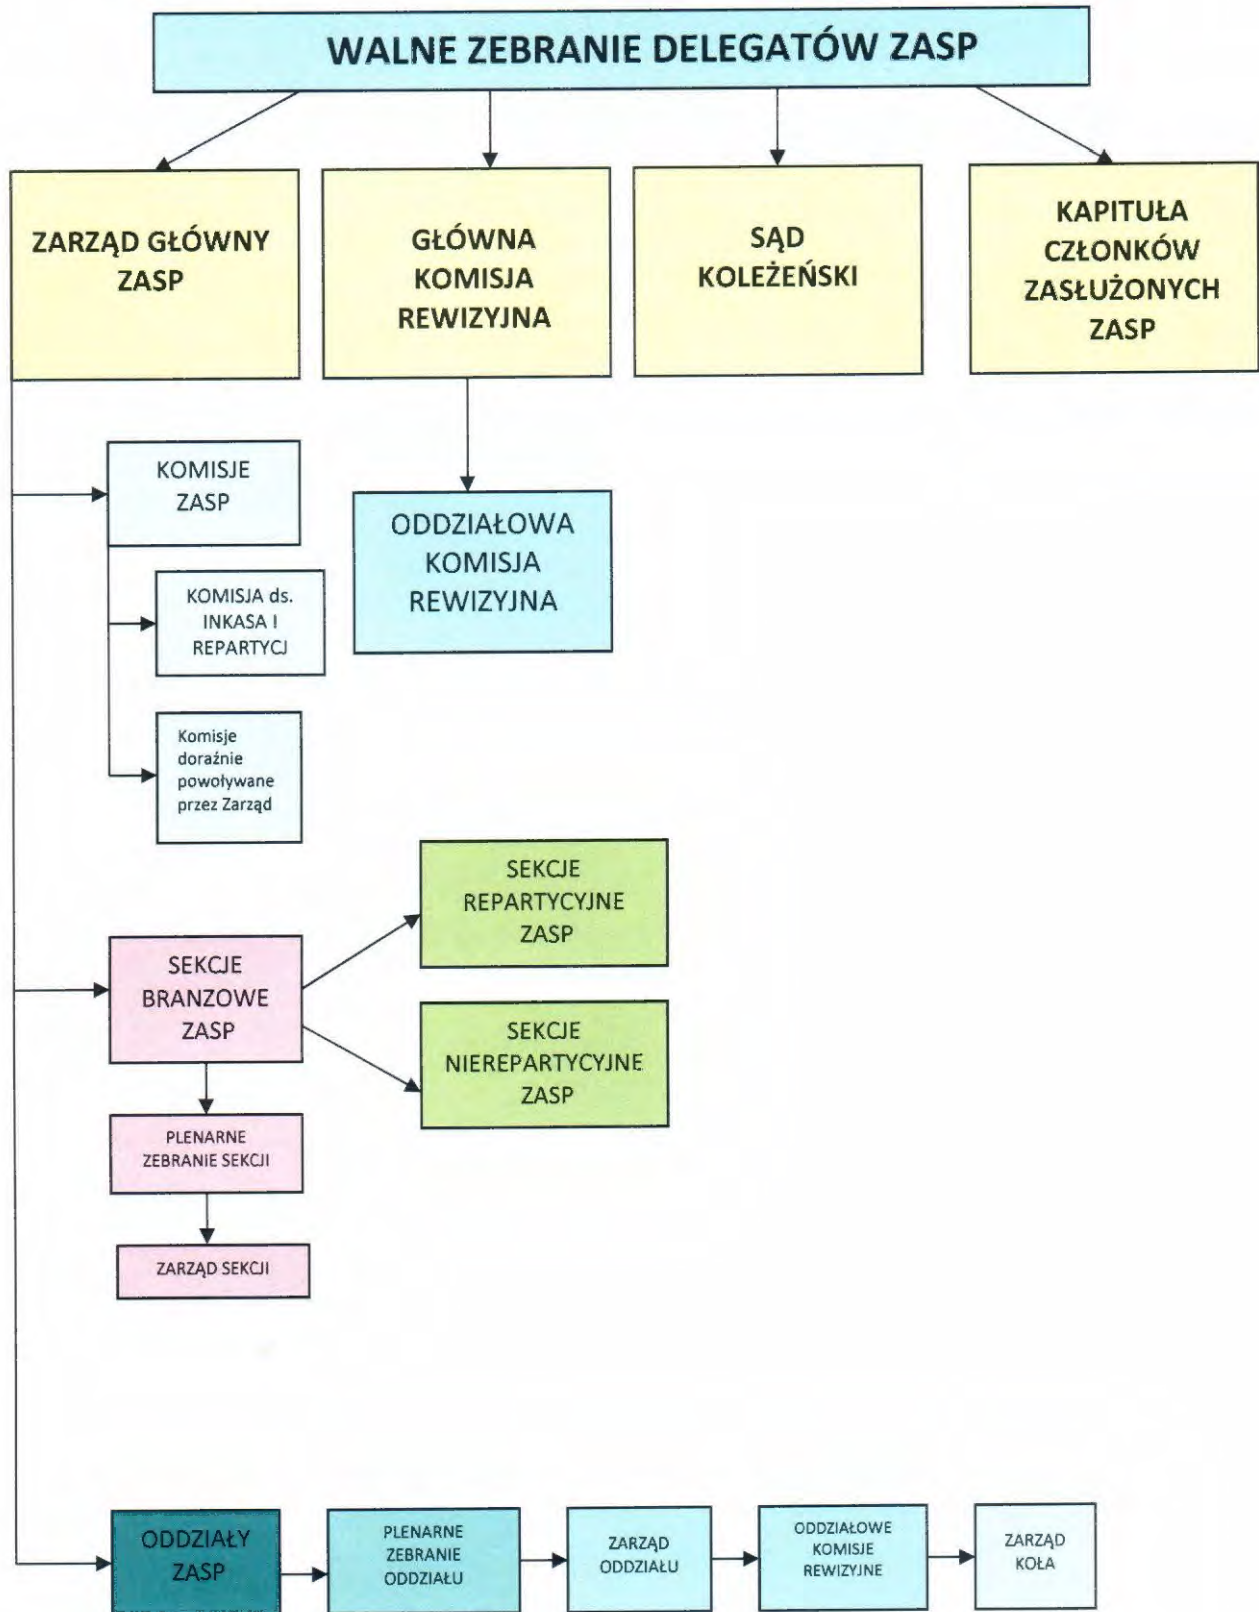 WALNE ZEBRANIE DELEGATÓW ZASP
ZARZĄD GŁÓWNY
ZASP
GŁÓWNA
KOMISJA
REWIZYJNA
SĄD
KOLEŻEŃSKI
KAPITUŁA
CZŁONKÓW
ZASŁUŻONYCH
ZASP
KOMISJE
ZASP
ODDZIAŁOWA
KOMISJA
REWIZYJNA
KOMISJA ds.
INKASA I
REPARTYCJ
Komisje
doraźnie
powoływane
przez Zarząd
SEKCJE
REPARTYCYJNE
ZASP
SEKCJE
BRANZOWE
ZASP
SEKCJE
NIEREPARTYCYJNE
ZASP
PLENARNE
ZEBRANIE SEKCJI
ZARZĄD SEKCJI
ODDZIAŁY
ZASP
PLENARNE
ZEBRANIE
ODDZIAŁU
ZARZĄD
ODDZIAŁU
ODDZIAŁOWE
KOMISJE
REWIZYJNE
ZARZĄD
KOŁA